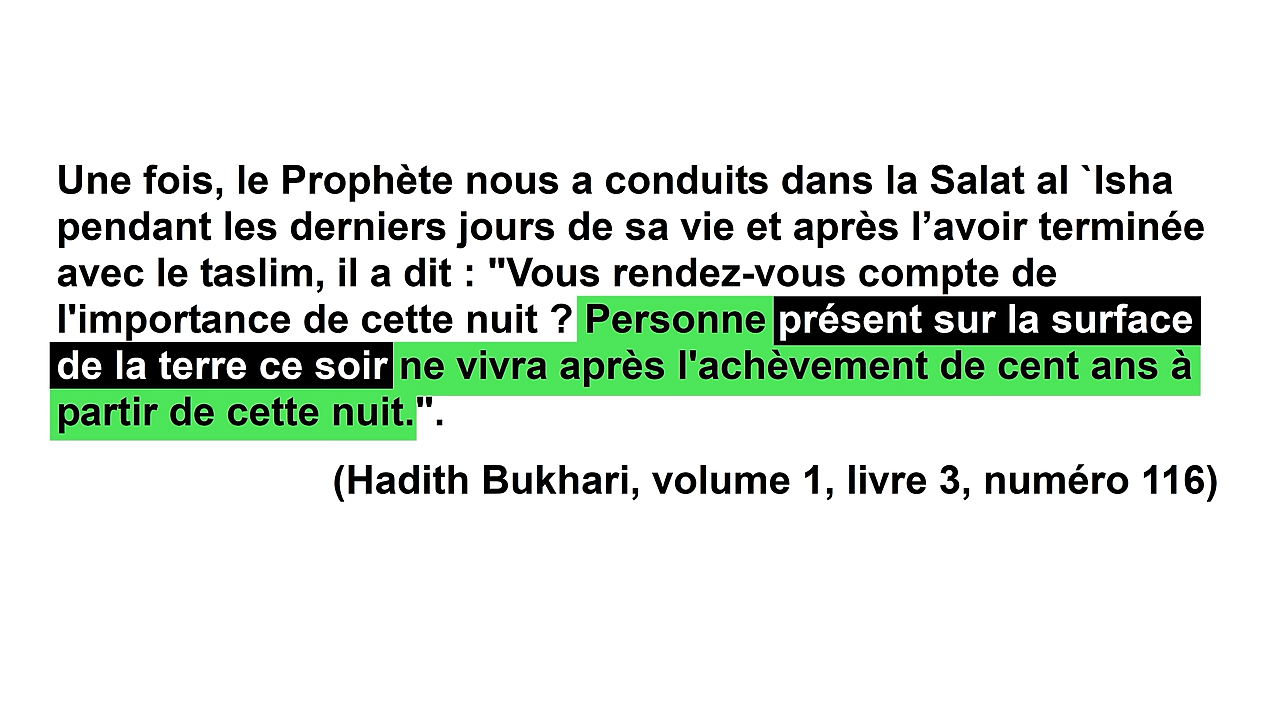 Une fois, le Prophète nous a conduits dans la Salat al `Isha
pendant les derniers jours de sa vie et après l’avoir terminée
avec le taslim, il a dit : "Vous rendez-vous compte de
l'importance de cette nuit ? Personne présent sur la surface
de la terre ce soir ne vivra après l'achèvement de cent ans à
partir de cette nuit.".
(Hadith Bukhari, volume 1, livre 3, numéro 116)